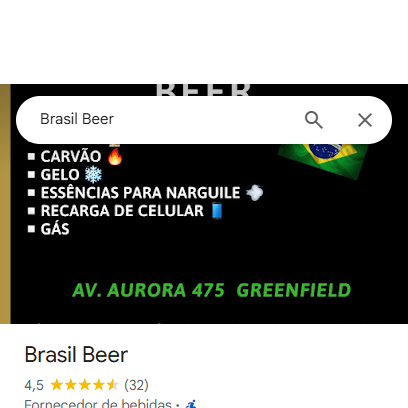 BEER
Brasil Beer
▪ CARVÃO 🔥
▪ GELO ❄️
▪ ESSÊNCIAS PARA NARGUILE 💨
▪ RECARGA DE CELULAR 📱
▪ GÁS
AV. AURORA 475 GREENFIELD
Brasil Beer
4,5 ★★★★★ (32)
Fornecedor de bebidas ·